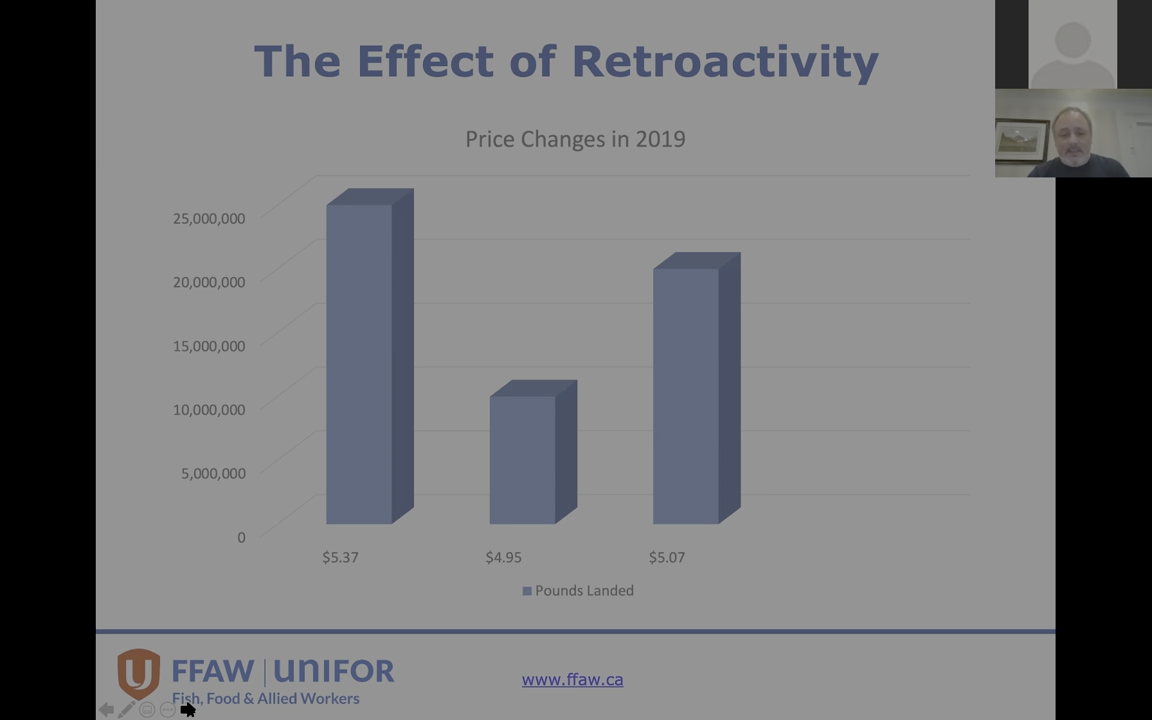 The Effect of Retroactivity
Price Changes in 2019
25,000,000
20,000,000
15,000,000
10,000,000
5,000,000
0
$5.37 $4.95 $5.07
Pounds Landed
FFAW | UNIFOR
Fish, Food & Allied Workers
www.ffaw.ca